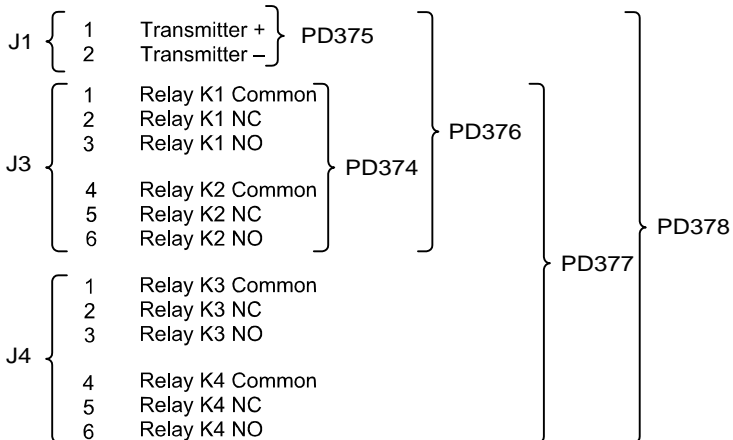 J1
1 Transmitter +
2 Transmitter –
PD375
J3
1 Relay K1 Common
2 Relay K1 NC
3 Relay K1 NO
4 Relay K2 Common
5 Relay K2 NC
6 Relay K2 NO
PD374
PD376
J4
1 Relay K3 Common
2 Relay K3 NC
3 Relay K3 NO
4 Relay K4 Common
5 Relay K4 NC
6 Relay K4 NO
PD377
PD378